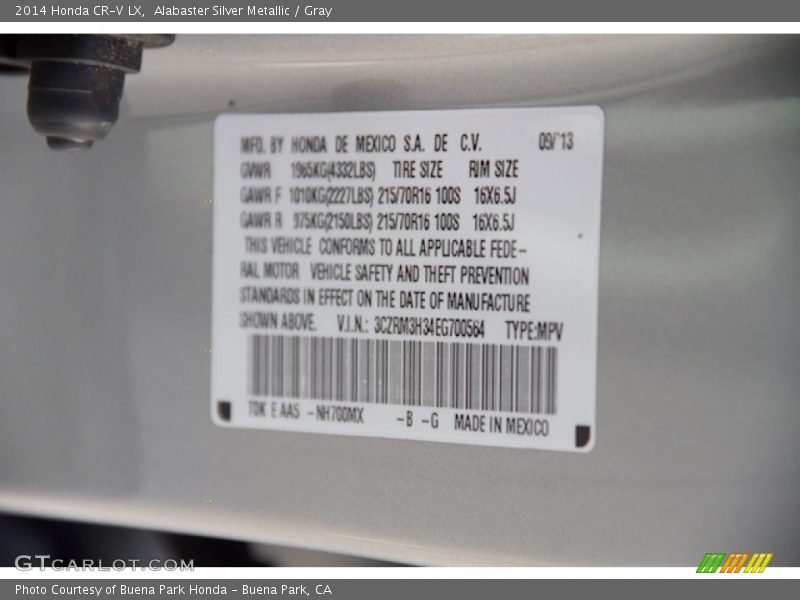 2014 Honda CR-V LX,  Alabaster Silver Metallic / Gray
MFD. BY HONDA DE MEXICO S.A. DE C.V. 09/'13
GVWR 1965KG(4332LBS) TIRE SIZE RIM SIZE
GAWR F 1010KG(2227LBS) 215/70R16 100S 16X6.5J
GAWR R 975KG(2150LBS) 215/70R16 100S 16X6.5J
THIS VEHICLE CONFORMS TO ALL APPLICABLE FEDE-
RAL MOTOR VEHICLE SAFETY AND THEFT PREVENTION
STANDARDS IN EFFECT ON THE DATE OF MANUFACTURE
SHOWN ABOVE. V.I.N.: 3CZRM3H34EG700564 TYPE:MPV
T0K E AA5 -NH700MX -B -G MADE IN MEXICO
GTCARLOT.COM
Photo Courtesy of Buena Park Honda - Buena Park, CA